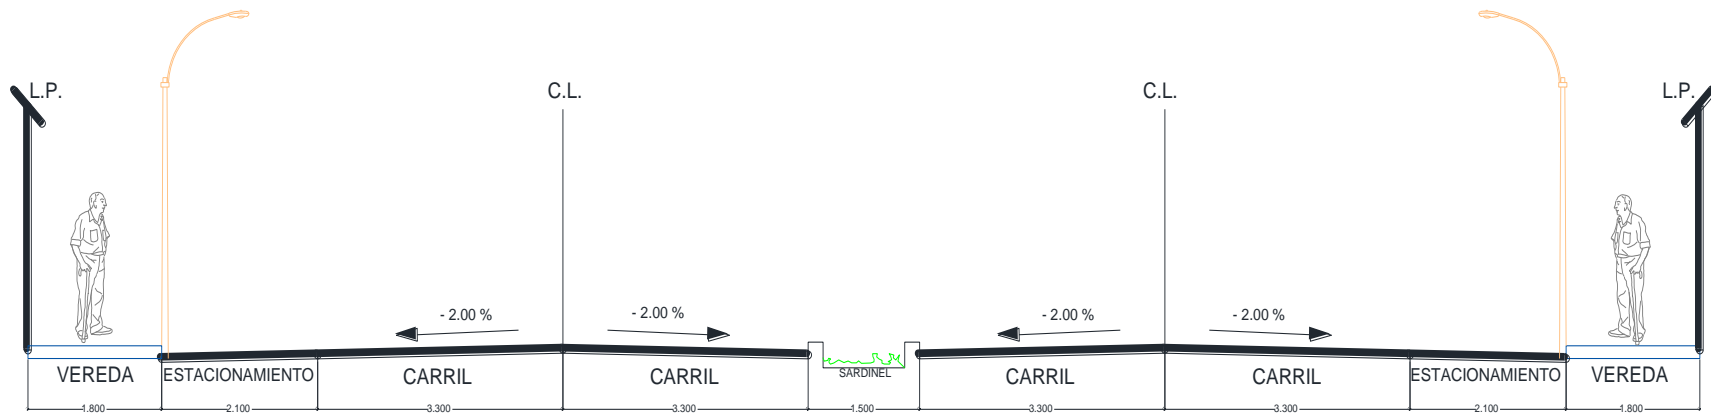 L.P.
C.L.
C.L.
L.P.
- 2.00 %
- 2.00 %
- 2.00 %
- 2.00 %
VEREDA
ESTACIONAMIENTO
CARRIL
CARRIL
SARDINEL
CARRIL
CARRIL
ESTACIONAMIENTO
VEREDA
1.800
2.100
3.300
3.300
1.500
3.300
3.300
2.100
1.800